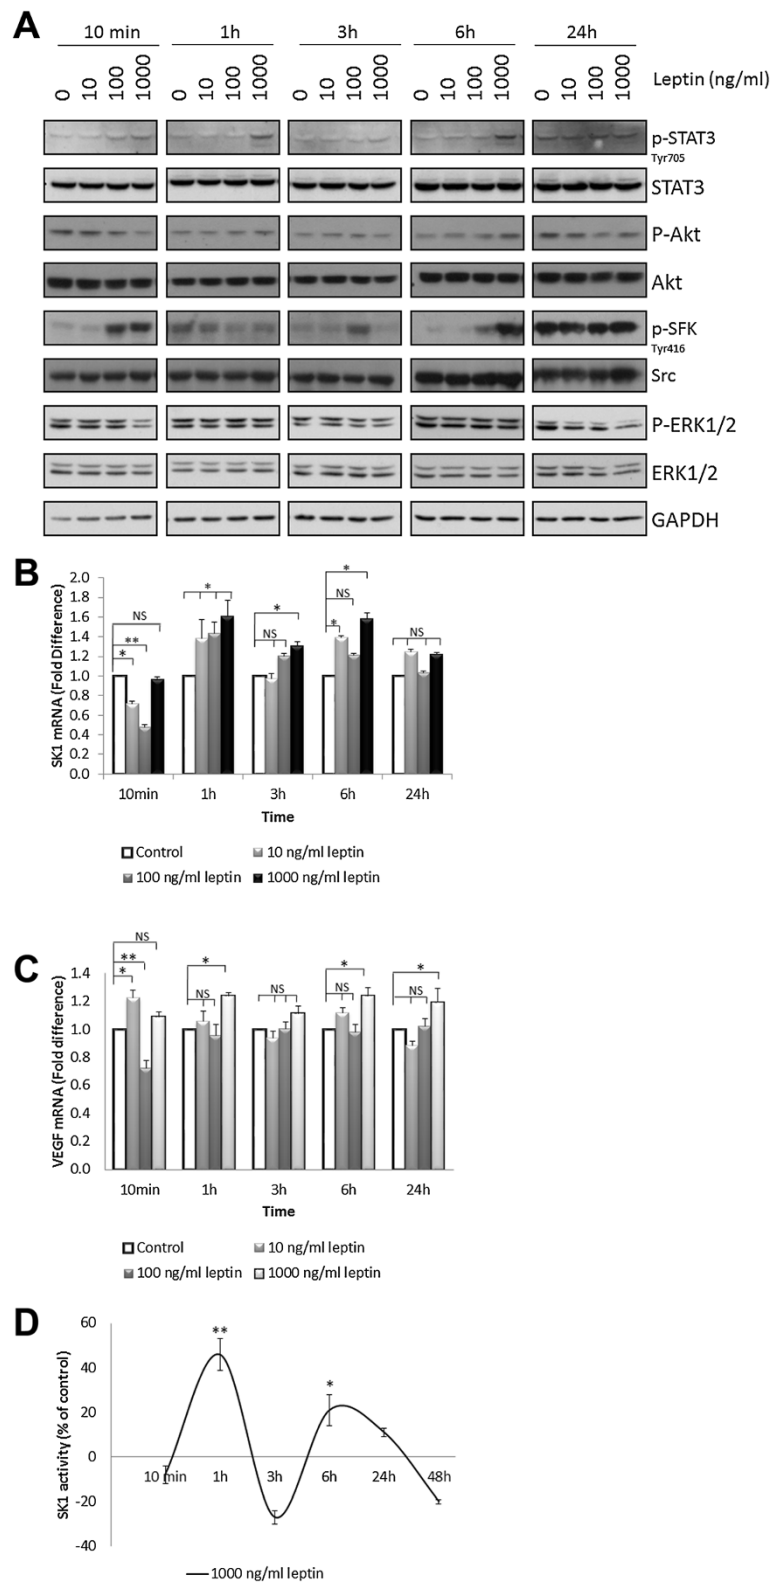 A
10 min 1h 3h 6h 24h
0 10 100 1000 0 10 100 1000 0 10 100 1000 0 10 100 1000 0 10 100 1000 Leptin (ng/ml)
p-STAT3
Tyr705
STAT3
P-Akt
Akt
p-SFK
Tyr416
Src
P-ERK1/2
ERK1/2
GAPDH
B
SK1 mRNA (Fold Difference)
2.0
1.8
1.6
1.4
1.2
1.0
0.8
0.6
0.4
0.2
0.0
NS
**
*
*
*
NS
*
NS
*
NS
10min 1h 3h 6h 24h
Time
Control 10 ng/ml leptin
100 ng/ml leptin 1000 ng/ml leptin
C
VEGF mRNA (Fold difference)
1.4
1.2
1.0
0.8
0.6
0.4
0.2
0.0
NS
**
*
*
NS
NS
*
NS
*
NS
10min 1h 3h 6h 24h
Time
Control 10 ng/ml leptin
100 ng/ml leptin 1000 ng/ml leptin
D
SK1 activity (% of control)
60
40
20
0
-20
-40
**
*
10 min 1h 3h 6h 24h 48h
1000 ng/ml leptin